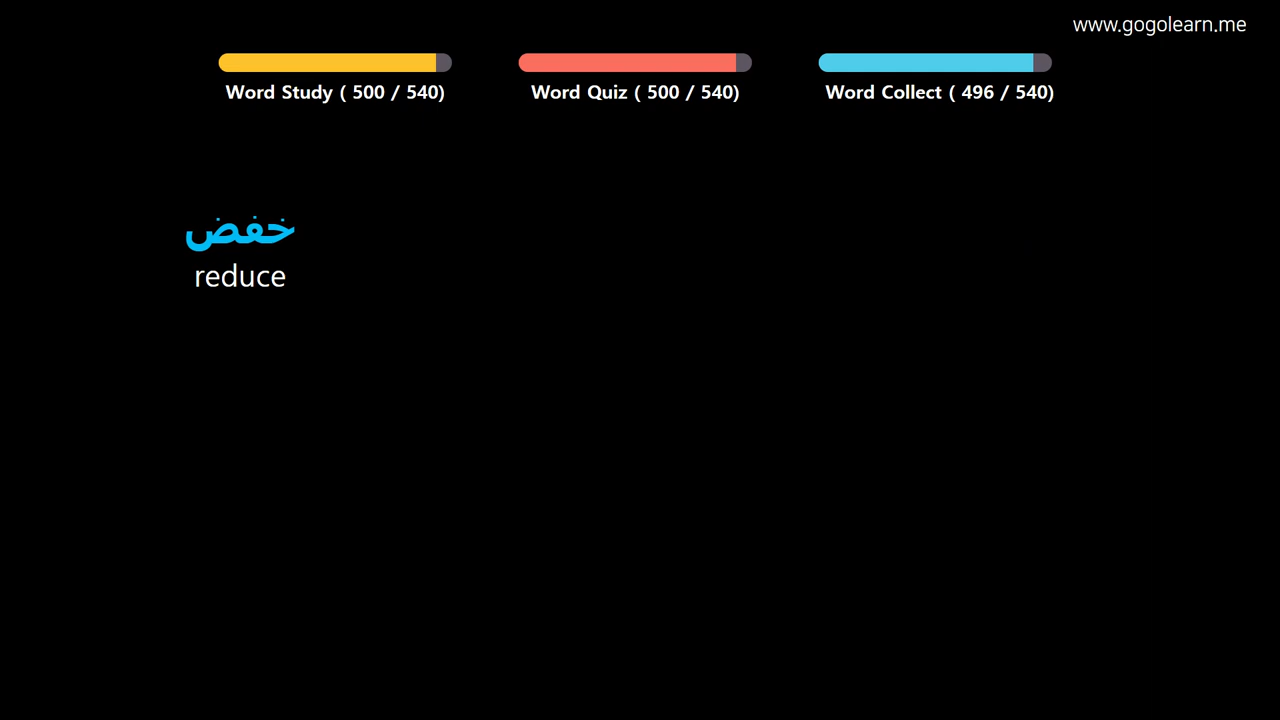 www.gogolearn.me
Word Study ( 500 / 540)
Word Quiz ( 500 / 540)
Word Collect ( 496 / 540)
خفض
reduce